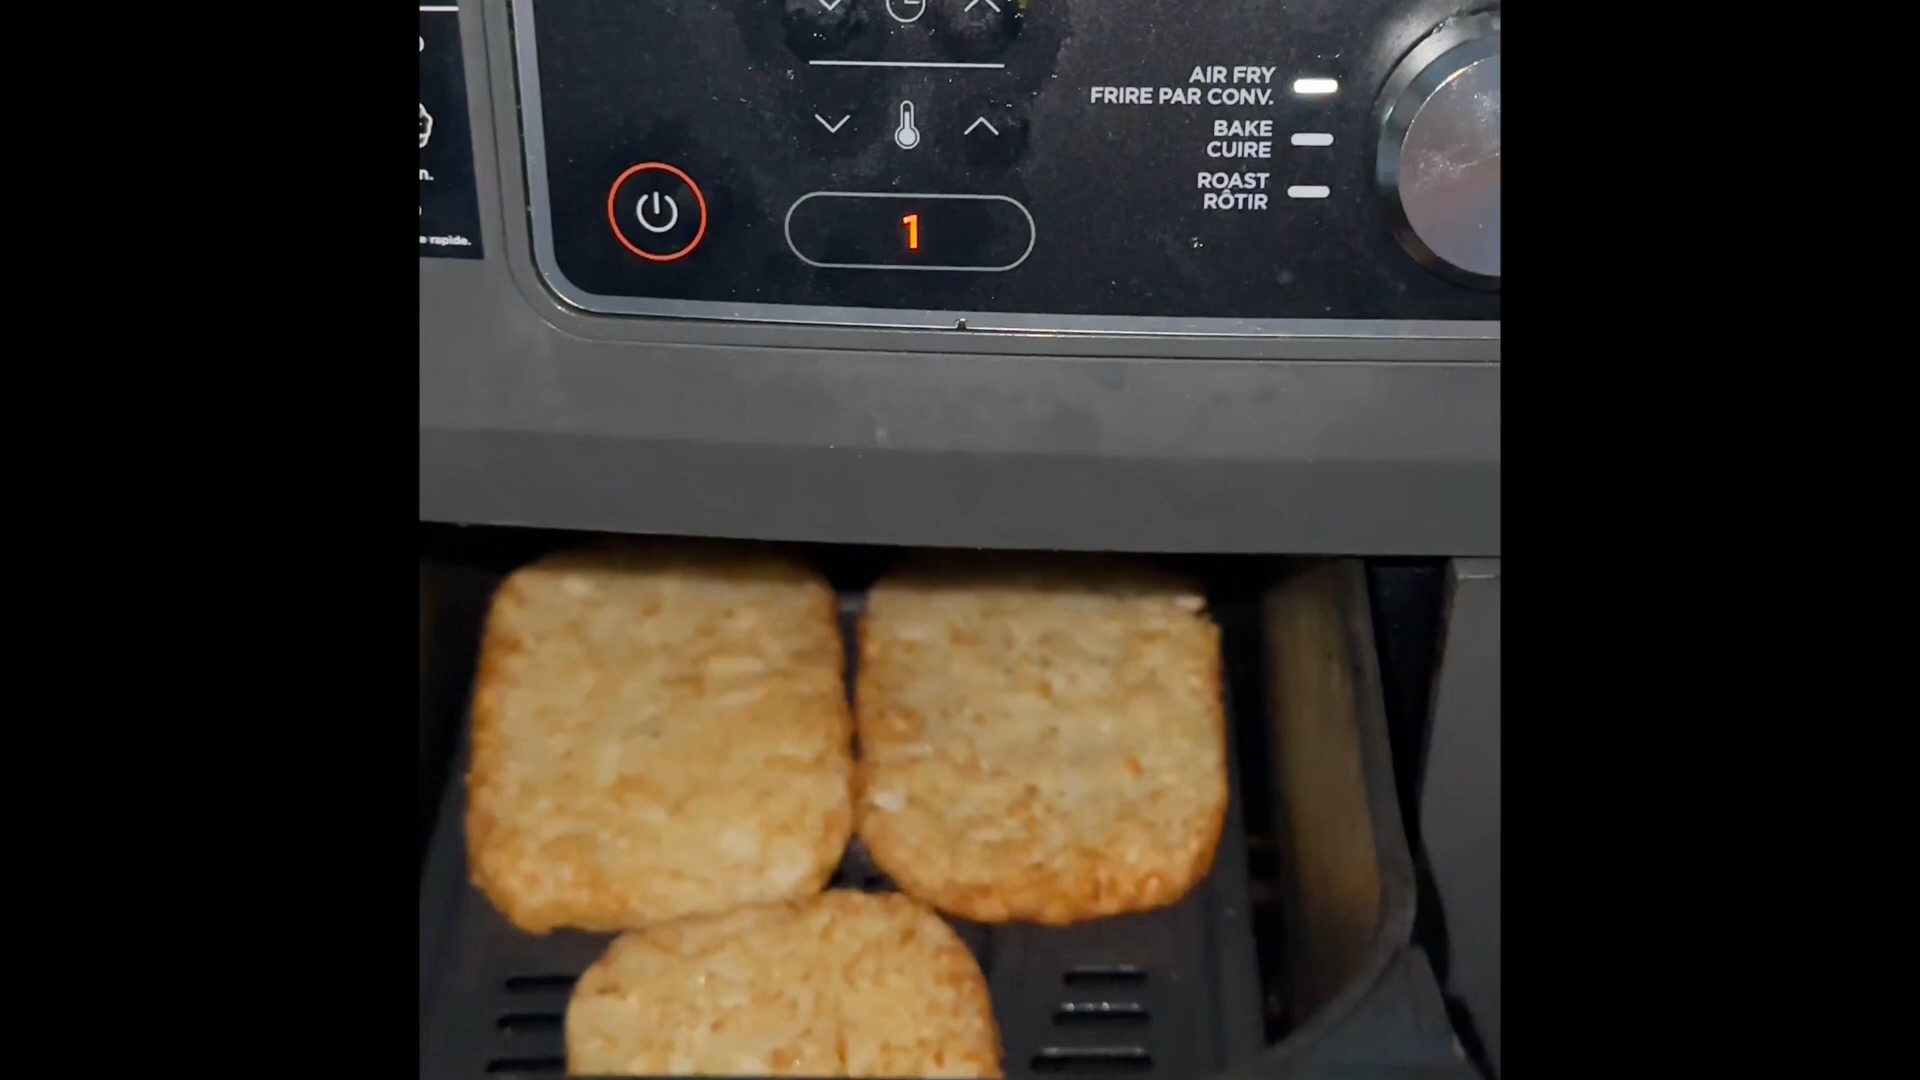 AIR FRY
FRIRE PAR CONV.
BAKE
CUIRE
ROAST
RÔTIR
1
n.
rapide.